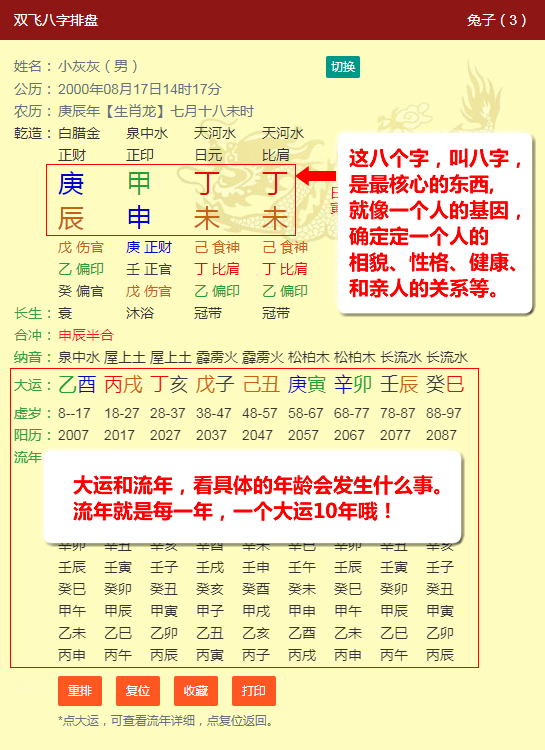 双飞八字排盘 兔子（3）
姓名：小灰灰（男） 切换
公历：2000年08月17日14时17分
农历：庚辰年【生肖龙】七月十八未时
乾造：白腊金 泉中水 天河水 天河水
正财 正印 日元 比肩
庚 甲 丁 丁
辰 申 未 未
戊 伤官 庚 正财 己 食神 己 食神
乙 偏印 壬 正官 丁 比肩 丁 比肩
癸 偏官 戊 伤官 乙 偏印 乙 偏印
这八个字，叫八字，
是最核心的东西，
就像一个人的基因，
确定定一个人的
相貌、性格、健康、
和亲人的关系等。
长生：衰 沐浴 冠带 冠带
合冲：申辰半合
纳音：泉中水 屋上土 屋上土 霹雳火 霹雳火 松柏木 松柏木 长流水 长流水
大运：乙酉 丙戌 丁亥 戊子 己丑 庚寅 辛卯 壬辰 癸巳
虚岁：8--17 18-27 28-37 38-47 48-57 58-67 68-77 78-87 88-97
阳历：2007 2017 2027 2037 2047 2057 2067 2077 2087
流年
大运和流年，看具体的年龄会发生什么事。
流年就是每一年，一个大运10年哦！
辛卯 辛丑 辛亥 辛酉 辛未 辛巳 辛卯 辛丑 辛亥
壬辰 壬寅 壬子 壬戌 壬申 壬午 壬辰 壬寅 壬子
癸巳 癸卯 癸丑 癸亥 癸酉 癸未 癸巳 癸卯 癸丑
甲午 甲辰 甲寅 甲子 甲戌 甲申 甲午 甲辰 甲寅
乙未 乙巳 乙卯 乙丑 乙亥 乙酉 乙未 乙巳 乙卯
丙申 丙午 丙辰 丙寅 丙子 丙戌 丙申 丙午 丙辰
重排 复位 收藏 打印
*点大运，可查看流年详细，点复位返回。